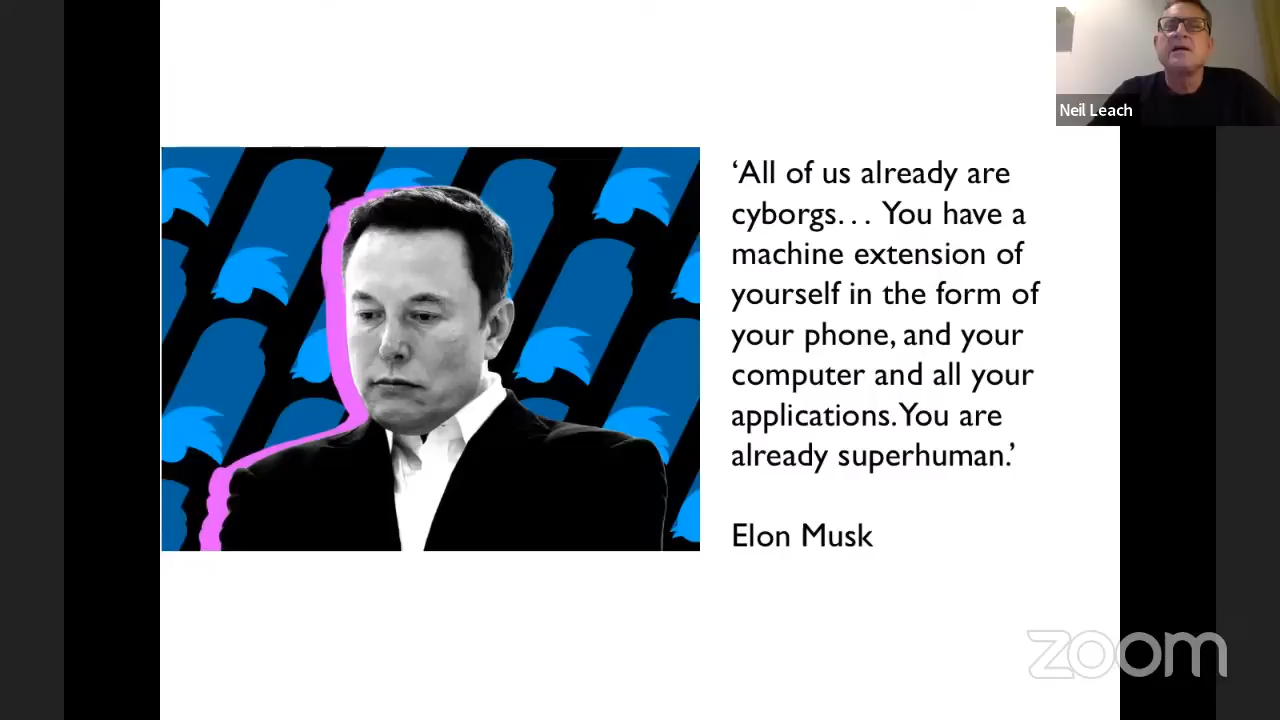 Neil Leach
‘All of us already are
cyborgs... You have a
machine extension of
yourself in the form of
your phone, and your
computer and all your
applications. You are
already superhuman.’
Elon Musk
zoom